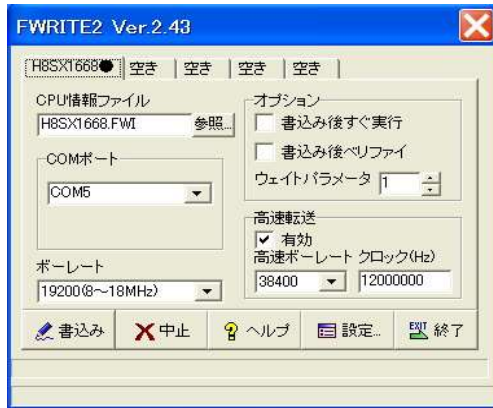 FWRITE2 Ver.2.43
H8SX1668● 空き 空き 空き 空き
CPU情報ファイル
H8SX1668.FWI 参照...
COMポート
COM5
ボーレート
19200(8～18MHz)
オプション
書込み後すぐ実行
書込み後ベリファイ
ウェイトパラメータ 1
高速転送
有効
高速ボーレート クロック(Hz)
38400 12000000
書込み 中止 ヘルプ 設定... EXIT 終了